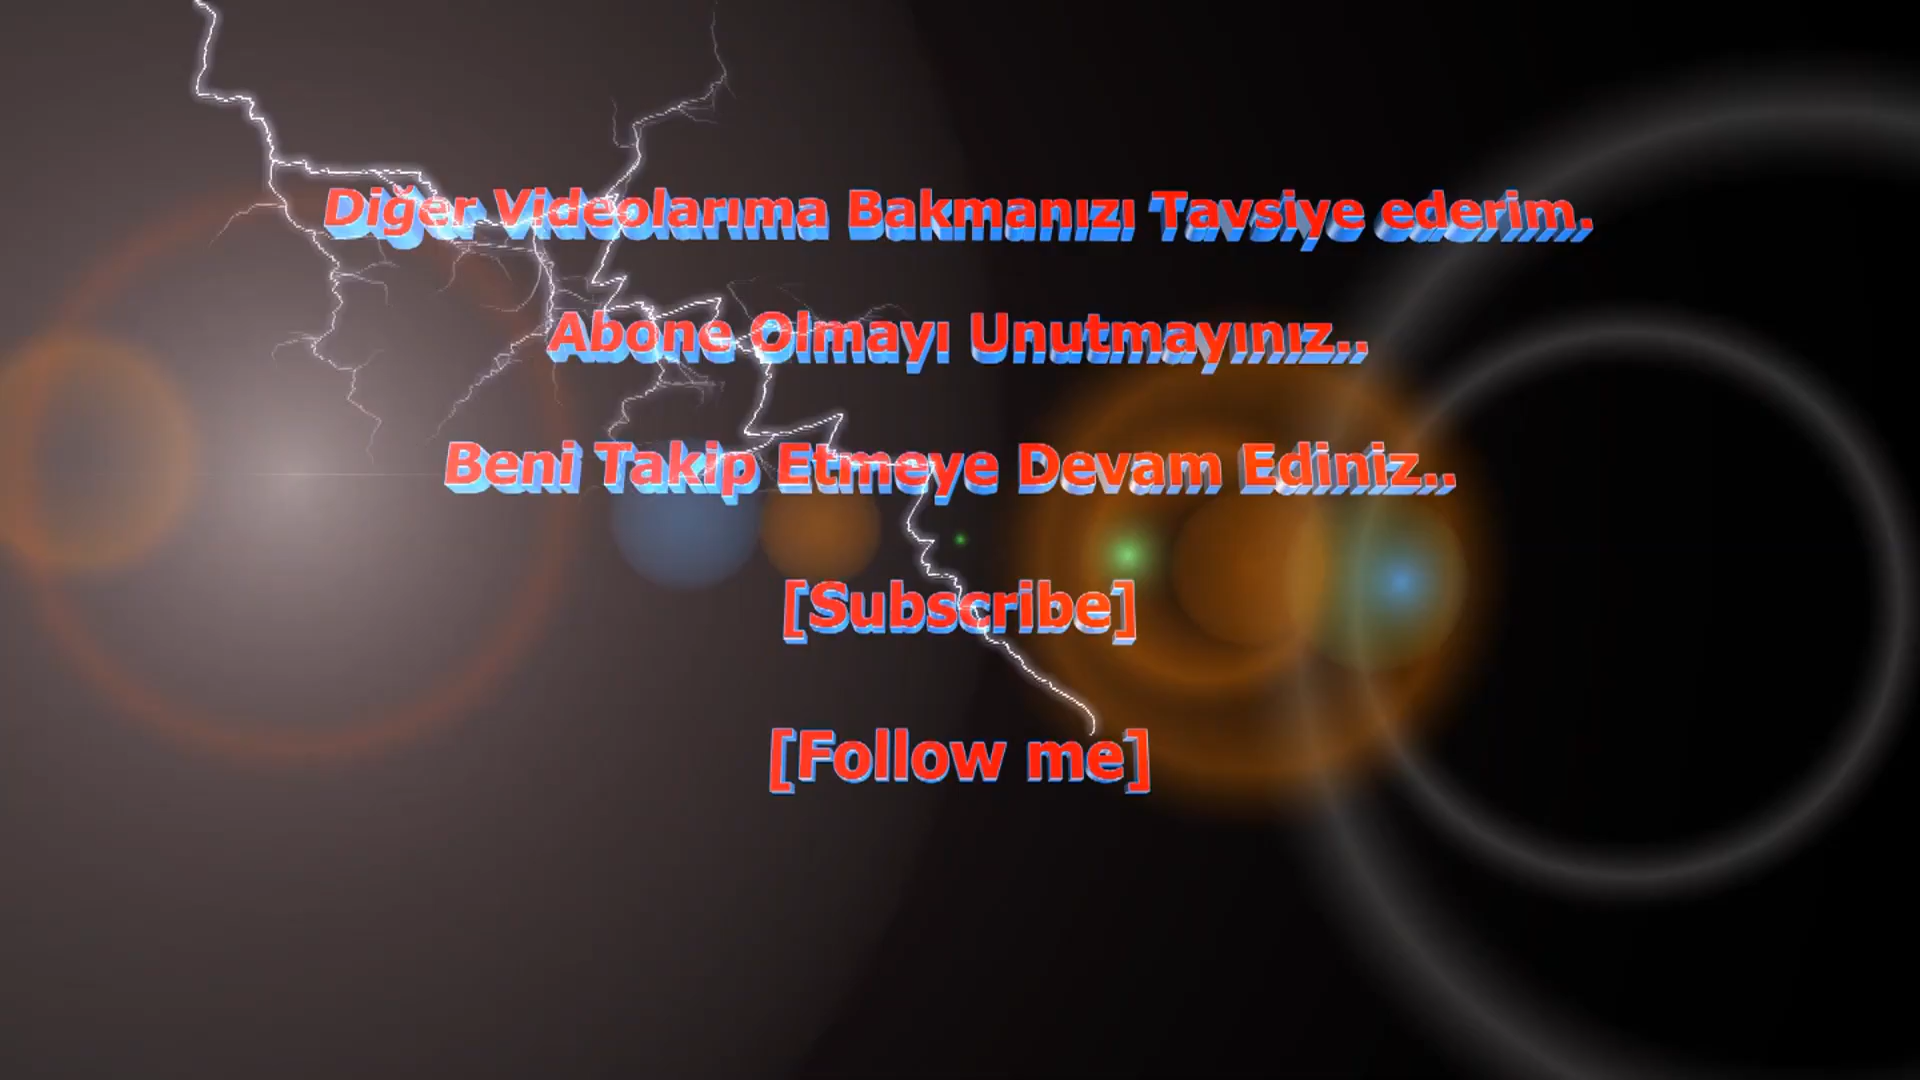 Diğer Videolarıma Bakmanızı Tavsiye ederim.
Abone Olmayı Unutmayınız..
Beni Takip Etmeye Devam Ediniz..
[Subscribe]
[Follow me]